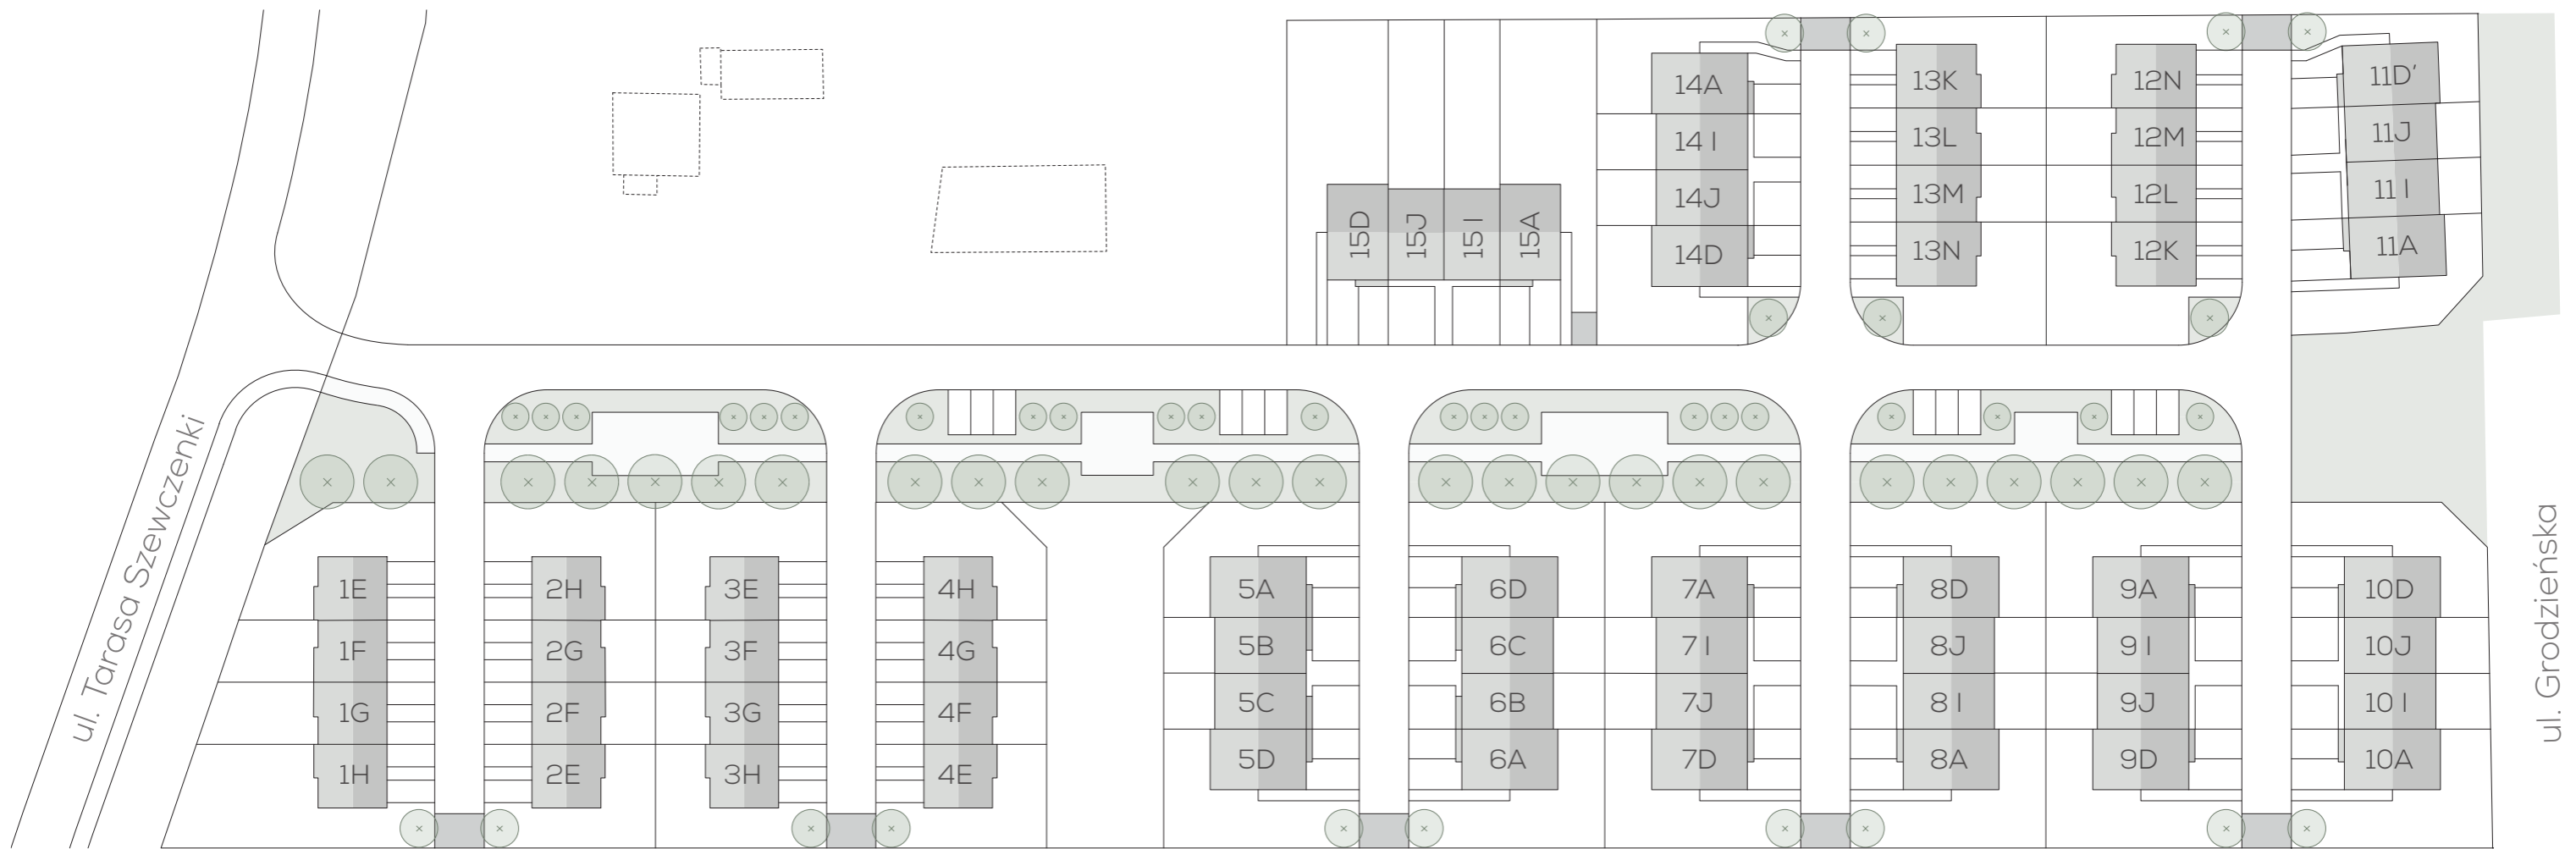 14A
14 I
14J
14D
13K
13L
13M
13N
12N
12M
12L
12K
11D'
11J
11 I
11A
15D
15J
15 I
15A
ul. Tarasa Szewczenki
1E
1F
1G
1H
2H
2G
2F
2E
3E
3F
3G
3H
4H
4G
4F
4E
5A
5B
5C
5D
6D
6C
6B
6A
7A
7 I
7J
7D
8D
8J
8 I
8A
9A
9 I
9J
9D
10D
10J
10 I
10A
ul. Grodzieńska